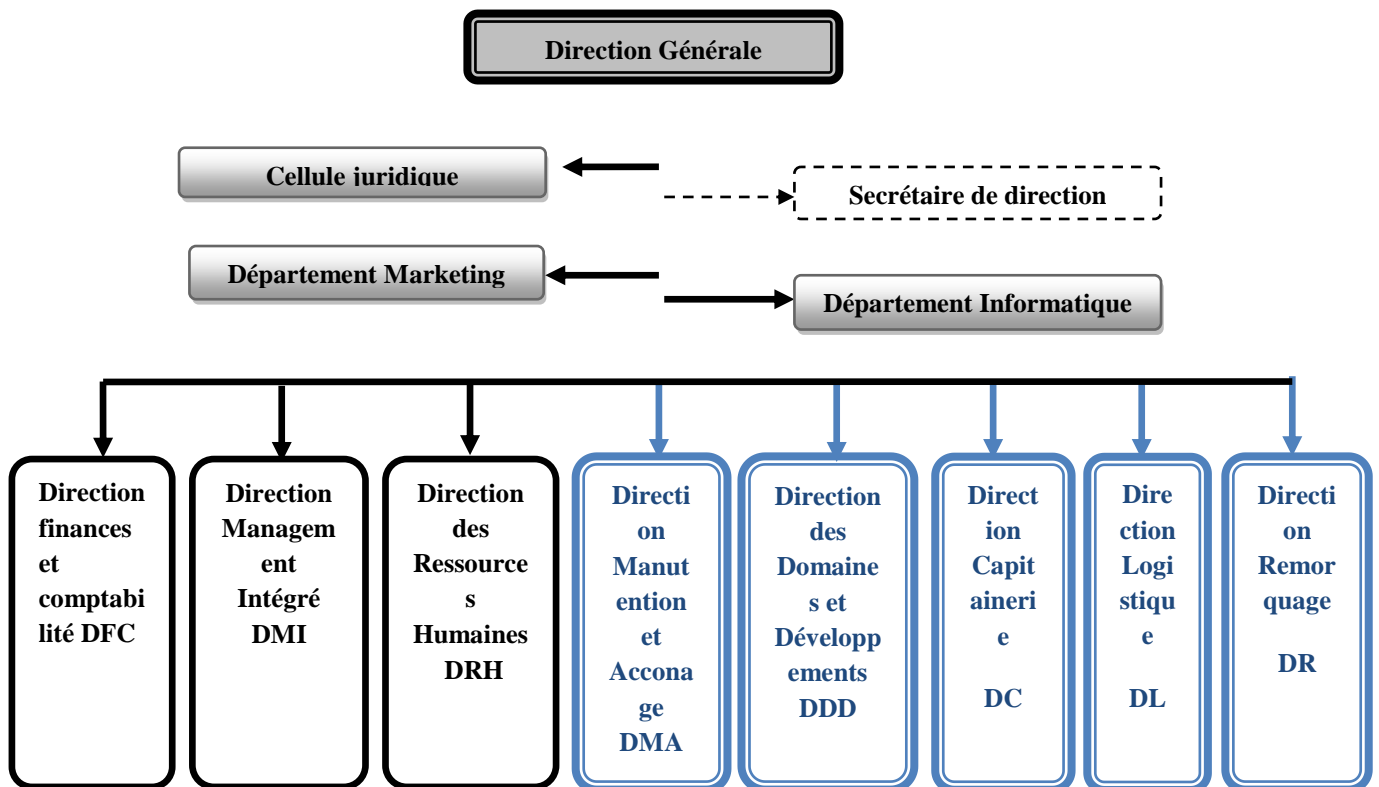 Direction Générale
Cellule juridique
Secrétaire de direction
Département Marketing
Département Informatique
Direction
finances
et
comptabi
lité DFC
Direction
Managem
ent
Intégré
DMI
Direction
des
Ressource
s
Humaines
DRH
Directi
on
Manut
ention
et
Accona
ge
DMA
Direction
des
Domaine
s et
Développ
ements
DDD
Direct
ion
Capit
aineri
e
DC
Dire
ction
Logi
stiqu
e
DL
Directi
on
Remor
quage
DR